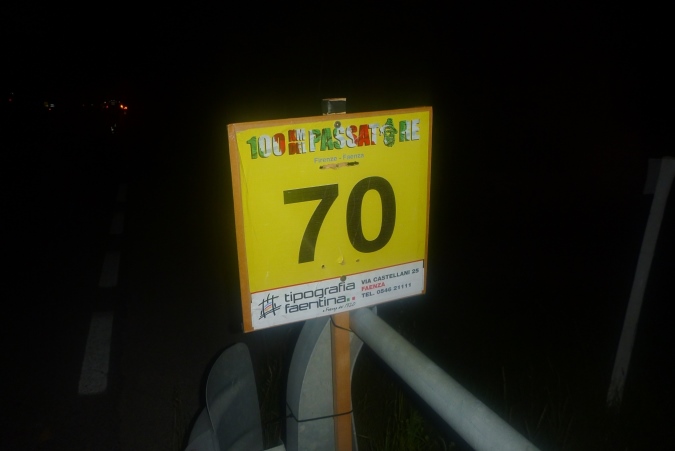 100 KM PASSATORE
Firenze - Faenza
70
tipografia
faentina
VIA CASTELLANI 25
FAENZA
TEL. 0546 21111